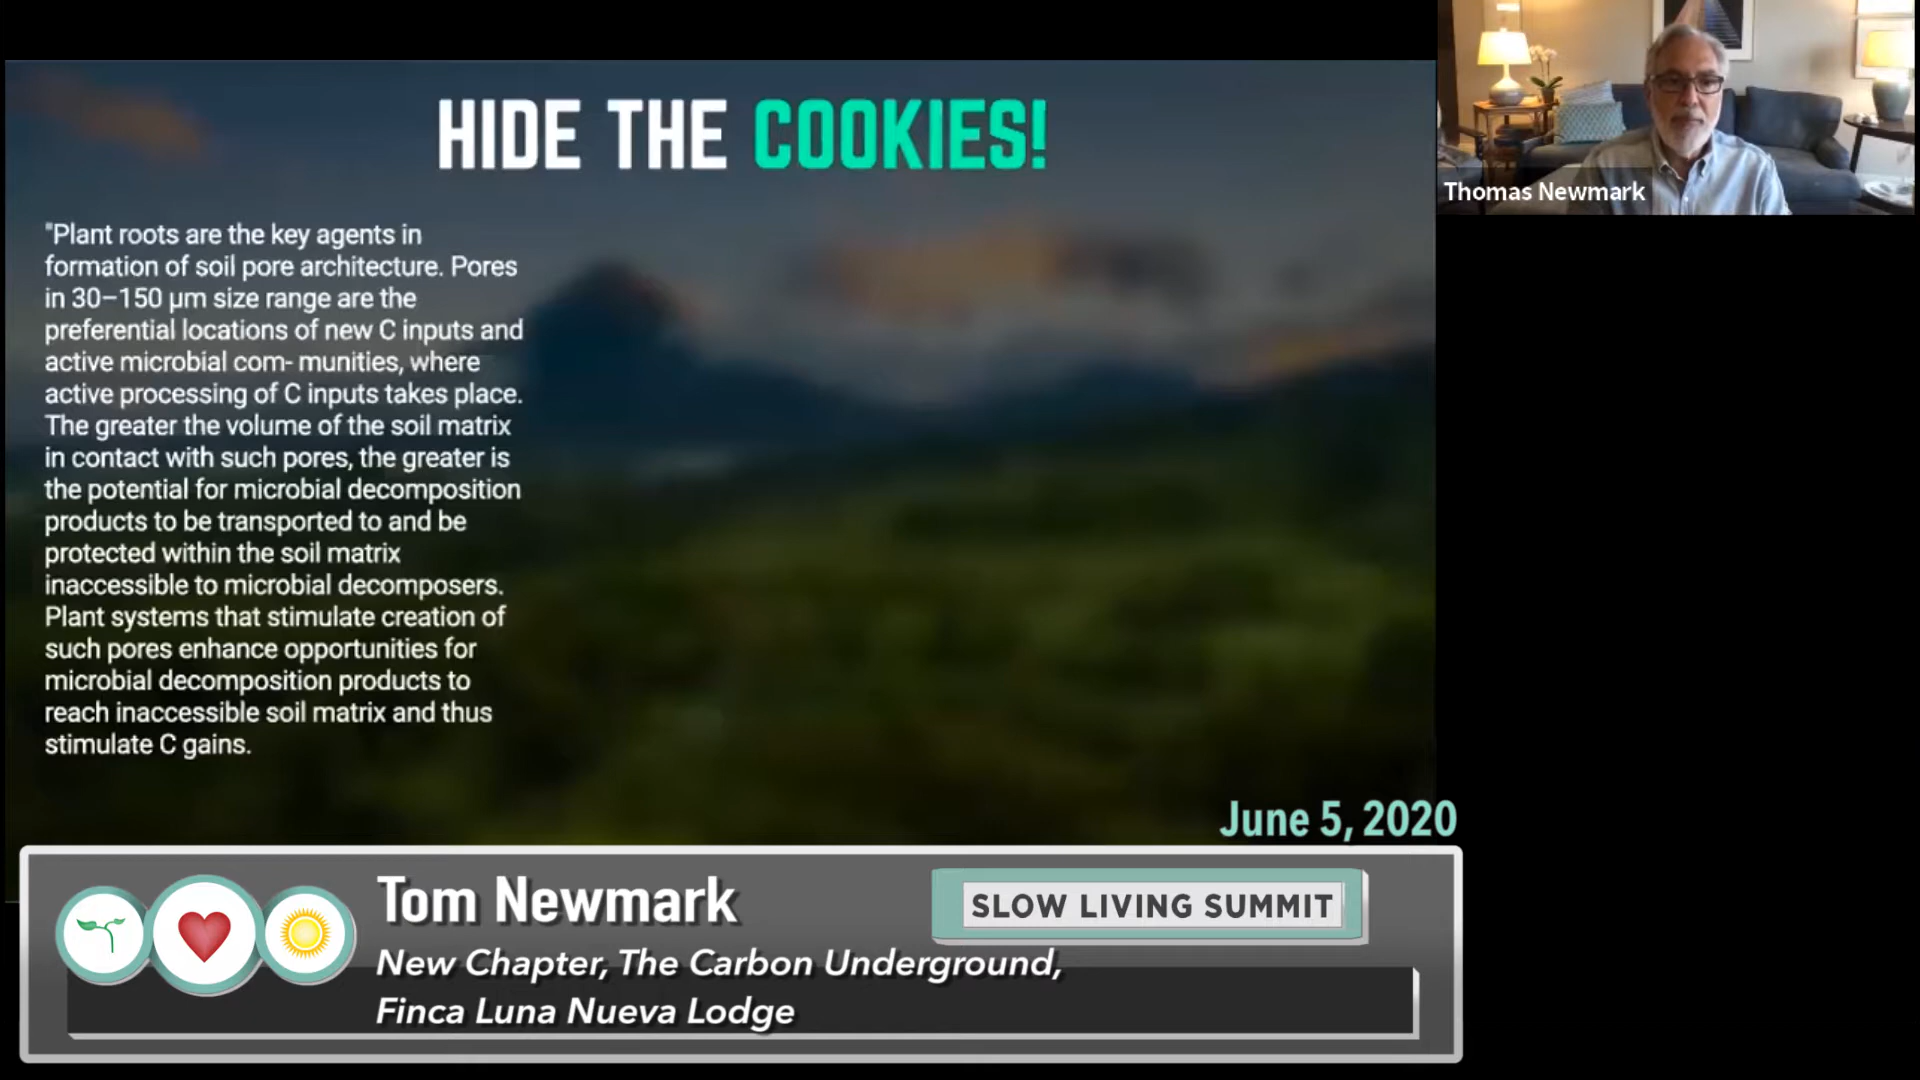 HIDE THE COOKIES!
Thomas Newmark
"Plant roots are the key agents in
formation of soil pore architecture. Pores
in 30–150 µm size range are the
preferential locations of new C inputs and
active microbial com- munities, where
active processing of C inputs takes place.
The greater the volume of the soil matrix
in contact with such pores, the greater is
the potential for microbial decomposition
products to be transported to and be
protected within the soil matrix
inaccessible to microbial decomposers.
Plant systems that stimulate creation of
such pores enhance opportunities for
microbial decomposition products to
reach inaccessible soil matrix and thus
stimulate C gains.
June 5, 2020
Tom Newmark
SLOW LIVING SUMMIT
New Chapter, The Carbon Underground,
Finca Luna Nueva Lodge